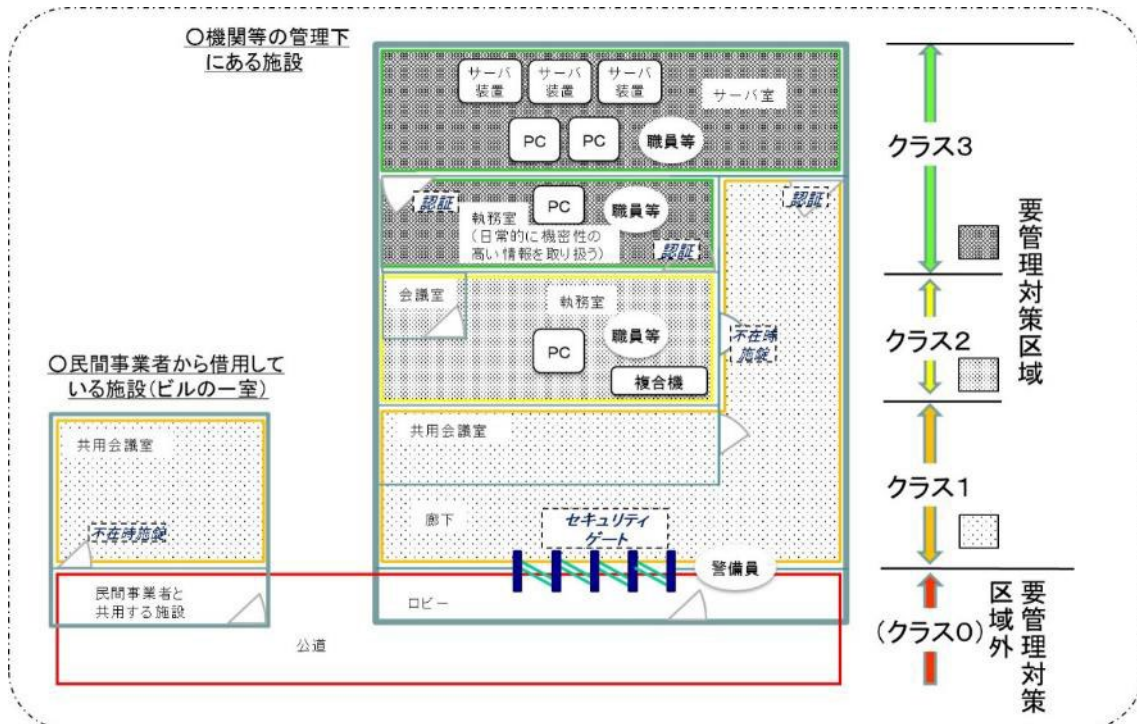 〇機関等の管理下
にある施設
サーバ
装置
サーバ
装置
サーバ
装置
サーバ室
PC
PC
職員等
クラス3
認証
PC
職員等
認証
執務室
(日常的に機密性の
高い情報を取り扱う)
認証
要管理対策区域
会議室
執務室
職員等
PC
複合機
不在時
施錠
クラス2
〇民間事業者から借用して
いる施設(ビルの一室)
共用会議室
不在時施錠
共用会議室
廊下
セキュリティ
ゲート
クラス1
警備員
民間事業者と
共用する施設
ロビー
公道
(クラス0)
要管理対策
区域外